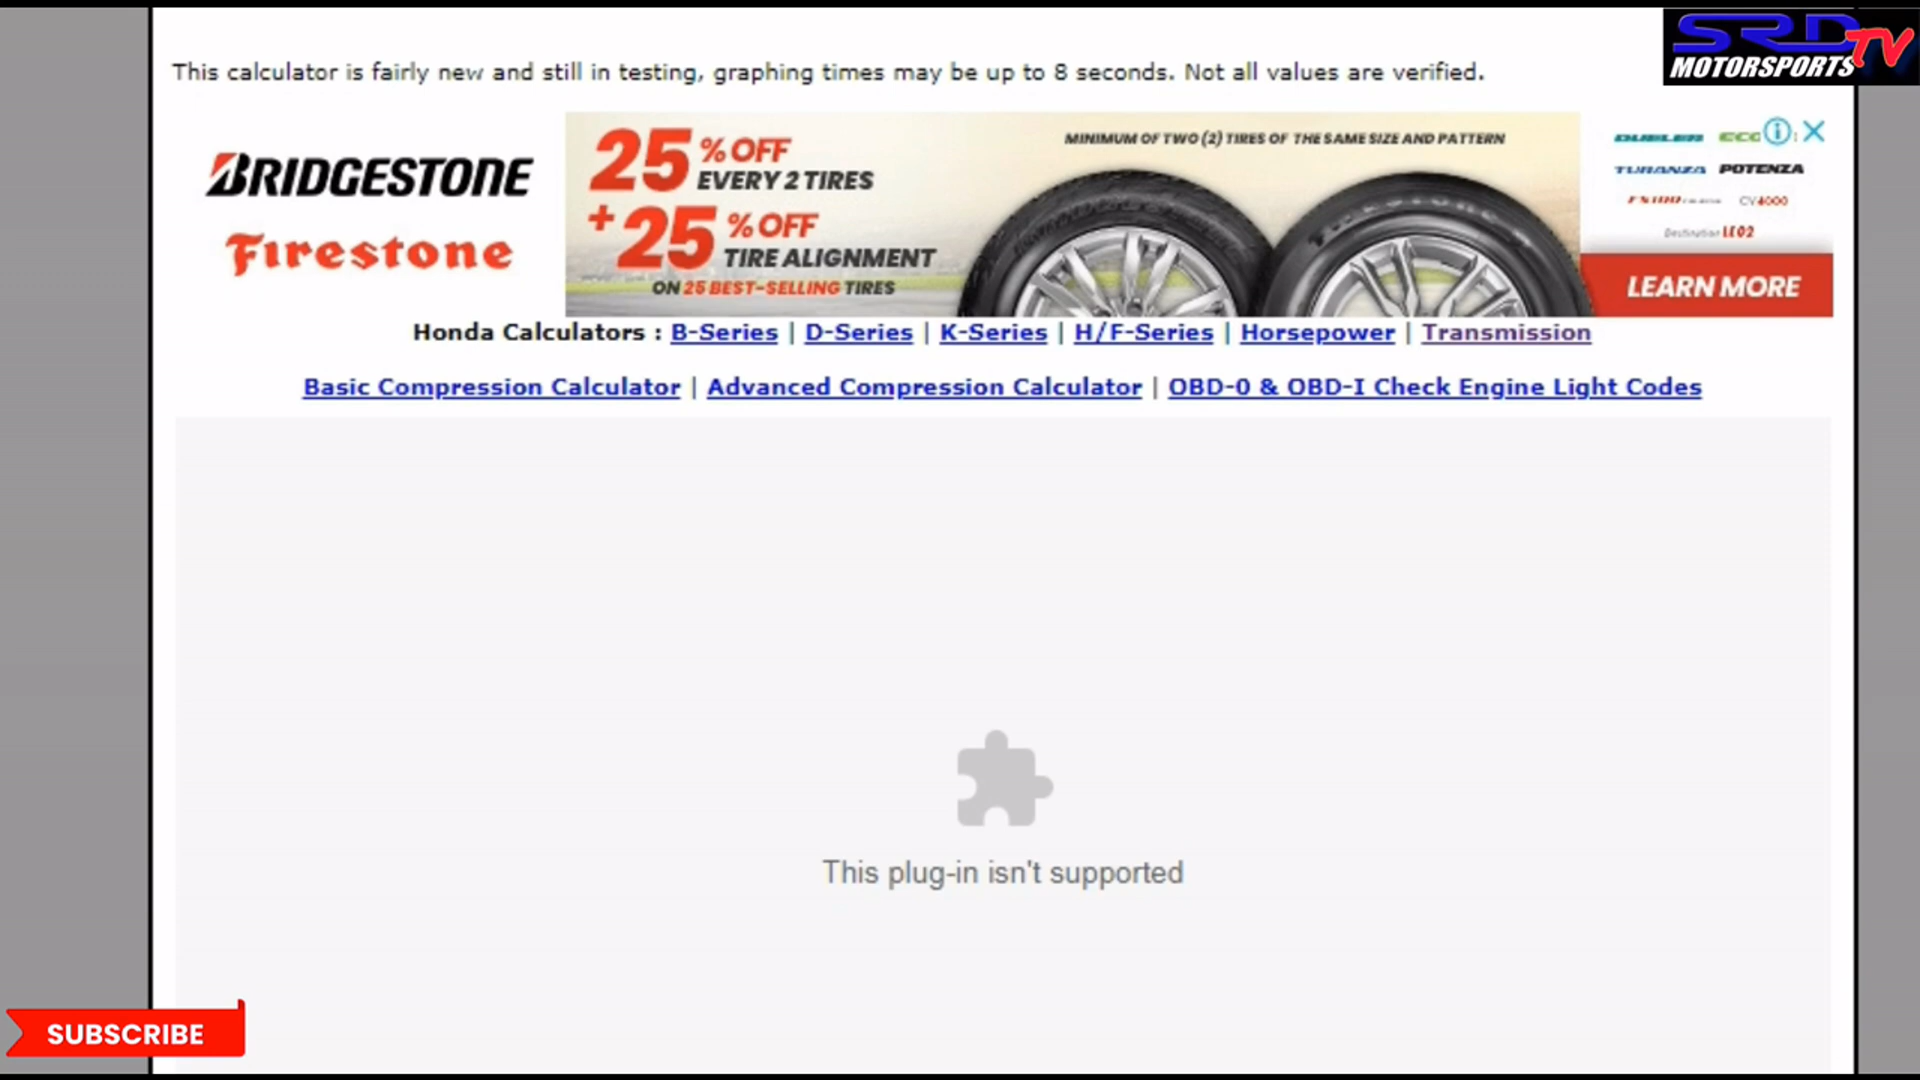 SRD TV
MOTORSPORTS
This calculator is fairly new and still in testing, graphing times may be up to 8 seconds. Not all values are verified.
BRIDGESTONE
Firestone
25% OFF
EVERY 2 TIRES
+25% OFF
TIRE ALIGNMENT
ON 25 BEST-SELLING TIRES
MINIMUM OF TWO (2) TIRES OF THE SAME SIZE AND PATTERN
DUELER
TURANZA POTENZA
CV4000
Destination LE02
LEARN MORE
Honda Calculators : B-Series | D-Series | K-Series | H/F-Series | Horsepower | Transmission
Basic Compression Calculator | Advanced Compression Calculator | OBD-0 & OBD-I Check Engine Light Codes
This plug-in isn't supported
SUBSCRIBE